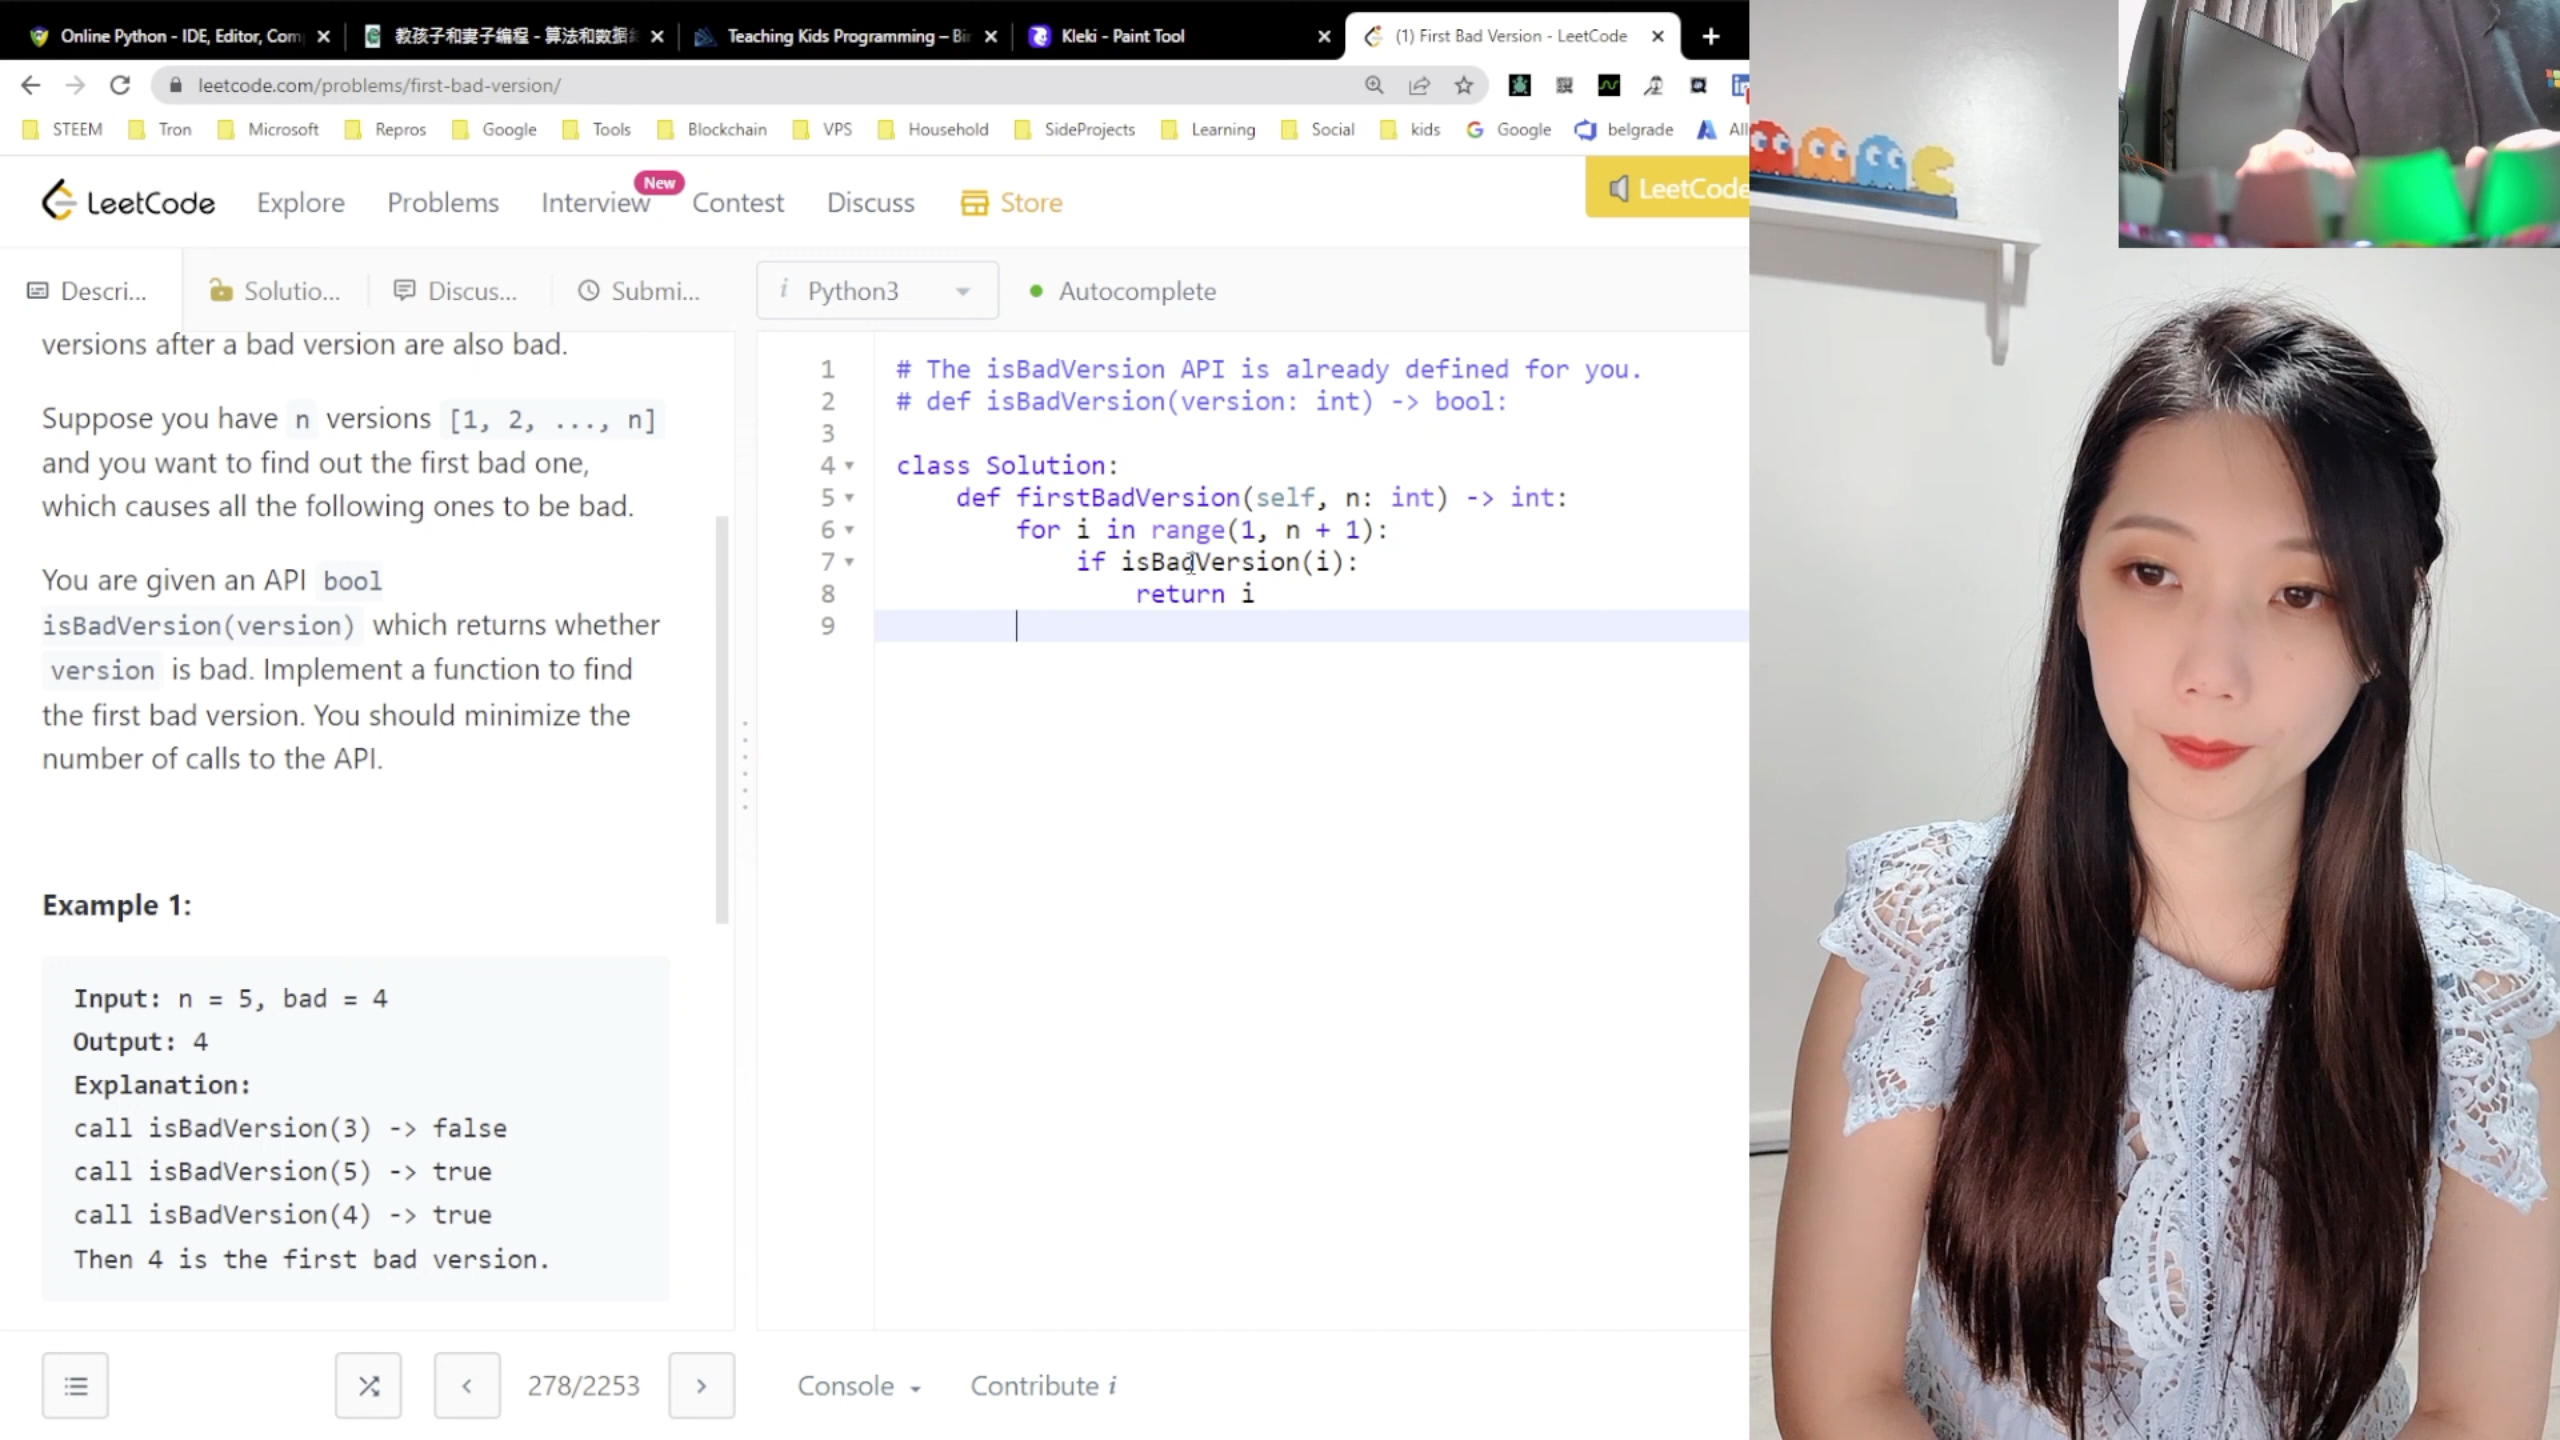 Online Python - IDE, Editor, Com
教孩子和妻子编程 - 算法和数据
Teaching Kids Programming – Bi
Kleki - Paint Tool
(1) First Bad Version - LeetCode
leetcode.com/problems/first-bad-version/
STEEM Tron Microsoft Repros Google Tools Blockchain VPS Household SideProjects Learning Social kids Google belgrade All
LeetCode Explore Problems Interview New Contest Discuss Store LeetCode
Descri... Solutio... Discus... Submi...
i Python3 Autocomplete
versions after a bad version are also bad.
Suppose you have n versions [1, 2, ..., n]
and you want to find out the first bad one,
which causes all the following ones to be bad.
You are given an API bool
isBadVersion(version) which returns whether
version is bad. Implement a function to find
the first bad version. You should minimize the
number of calls to the API.
Example 1:
Input: n = 5, bad = 4
Output: 4
Explanation:
call isBadVersion(3) -> false
call isBadVersion(5) -> true
call isBadVersion(4) -> true
Then 4 is the first bad version.
1 # The isBadVersion API is already defined for you.
2 # def isBadVersion(version: int) -> bool:
3
4 class Solution:
5 def firstBadVersion(self, n: int) -> int:
6 for i in range(1, n + 1):
7 if isBadVersion(i):
8 return i
9
278/2253
Console
Contribute i